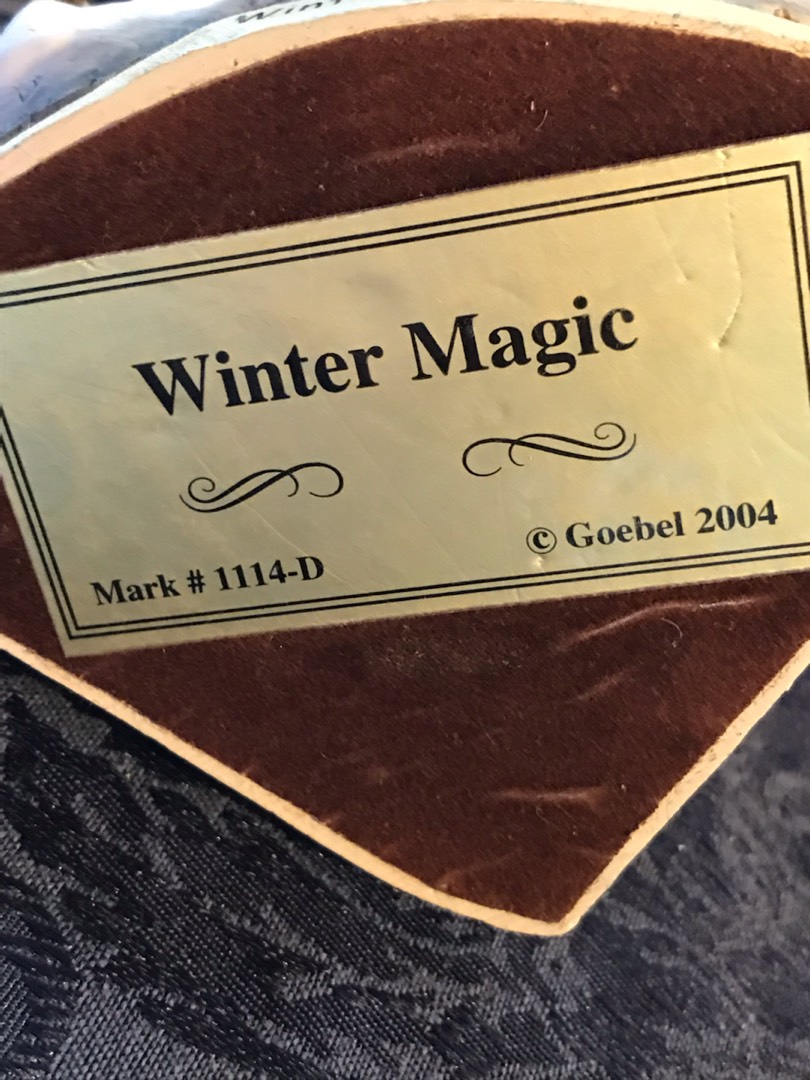 Winter Magic
Mark # 1114-D
© Goebel 2004